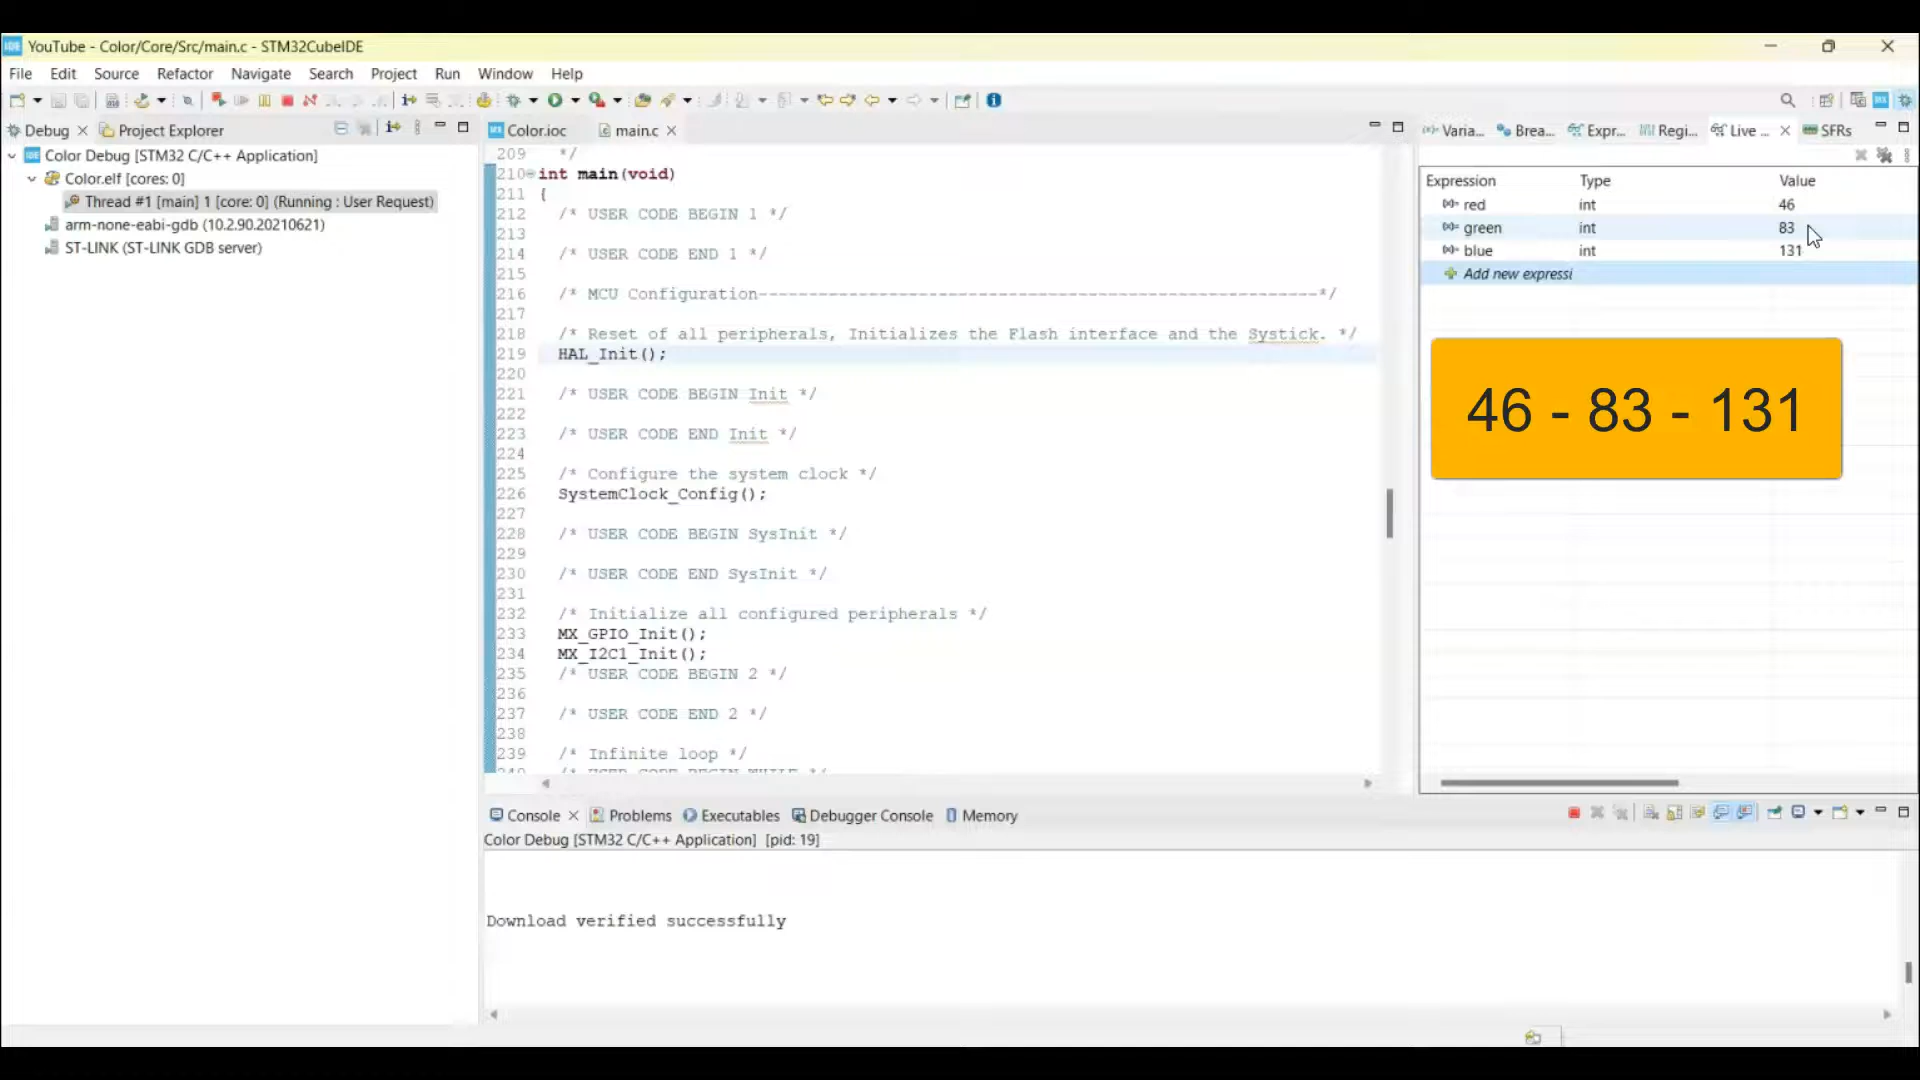 YouTube - Color/Core/Src/main.c - STM32CubeIDE
File Edit Source Refactor Navigate Search Project Run Window Help
Debug Project Explorer
Color Debug [STM32 C/C++ Application]
Color.elf [cores: 0]
Thread #1 [main] 1 [core: 0] (Running : User Request)
arm-none-eabi-gdb (10.2.90.20210621)
ST-LINK (ST-LINK GDB server)
Color.ioc main.c
209 */
210 int main(void)
211 {
212 /* USER CODE BEGIN 1 */
213
214 /* USER CODE END 1 */
215
216 /* MCU Configuration--------------------------------------------------------*/
217
218 /* Reset of all peripherals, Initializes the Flash interface and the Systick. */
219 HAL_Init();
220
221 /* USER CODE BEGIN Init */
222
223 /* USER CODE END Init */
224
225 /* Configure the system clock */
226 SystemClock_Config();
227
228 /* USER CODE BEGIN SysInit */
229
230 /* USER CODE END SysInit */
231
232 /* Initialize all configured peripherals */
233 MX_GPIO_Init();
234 MX_I2C1_Init();
235 /* USER CODE BEGIN 2 */
236
237 /* USER CODE END 2 */
238
239 /* Infinite loop */
240 /* USER CODE BEGIN WHILE */
Varia... Brea... Expr... Regi... Live ... SFRs
Expression Type Value
red int 46
green int 83
blue int 131
Add new expressi
46 - 83 - 131
Console Problems Executables Debugger Console Memory
Color Debug [STM32 C/C++ Application] [pid: 19]
Download verified successfully